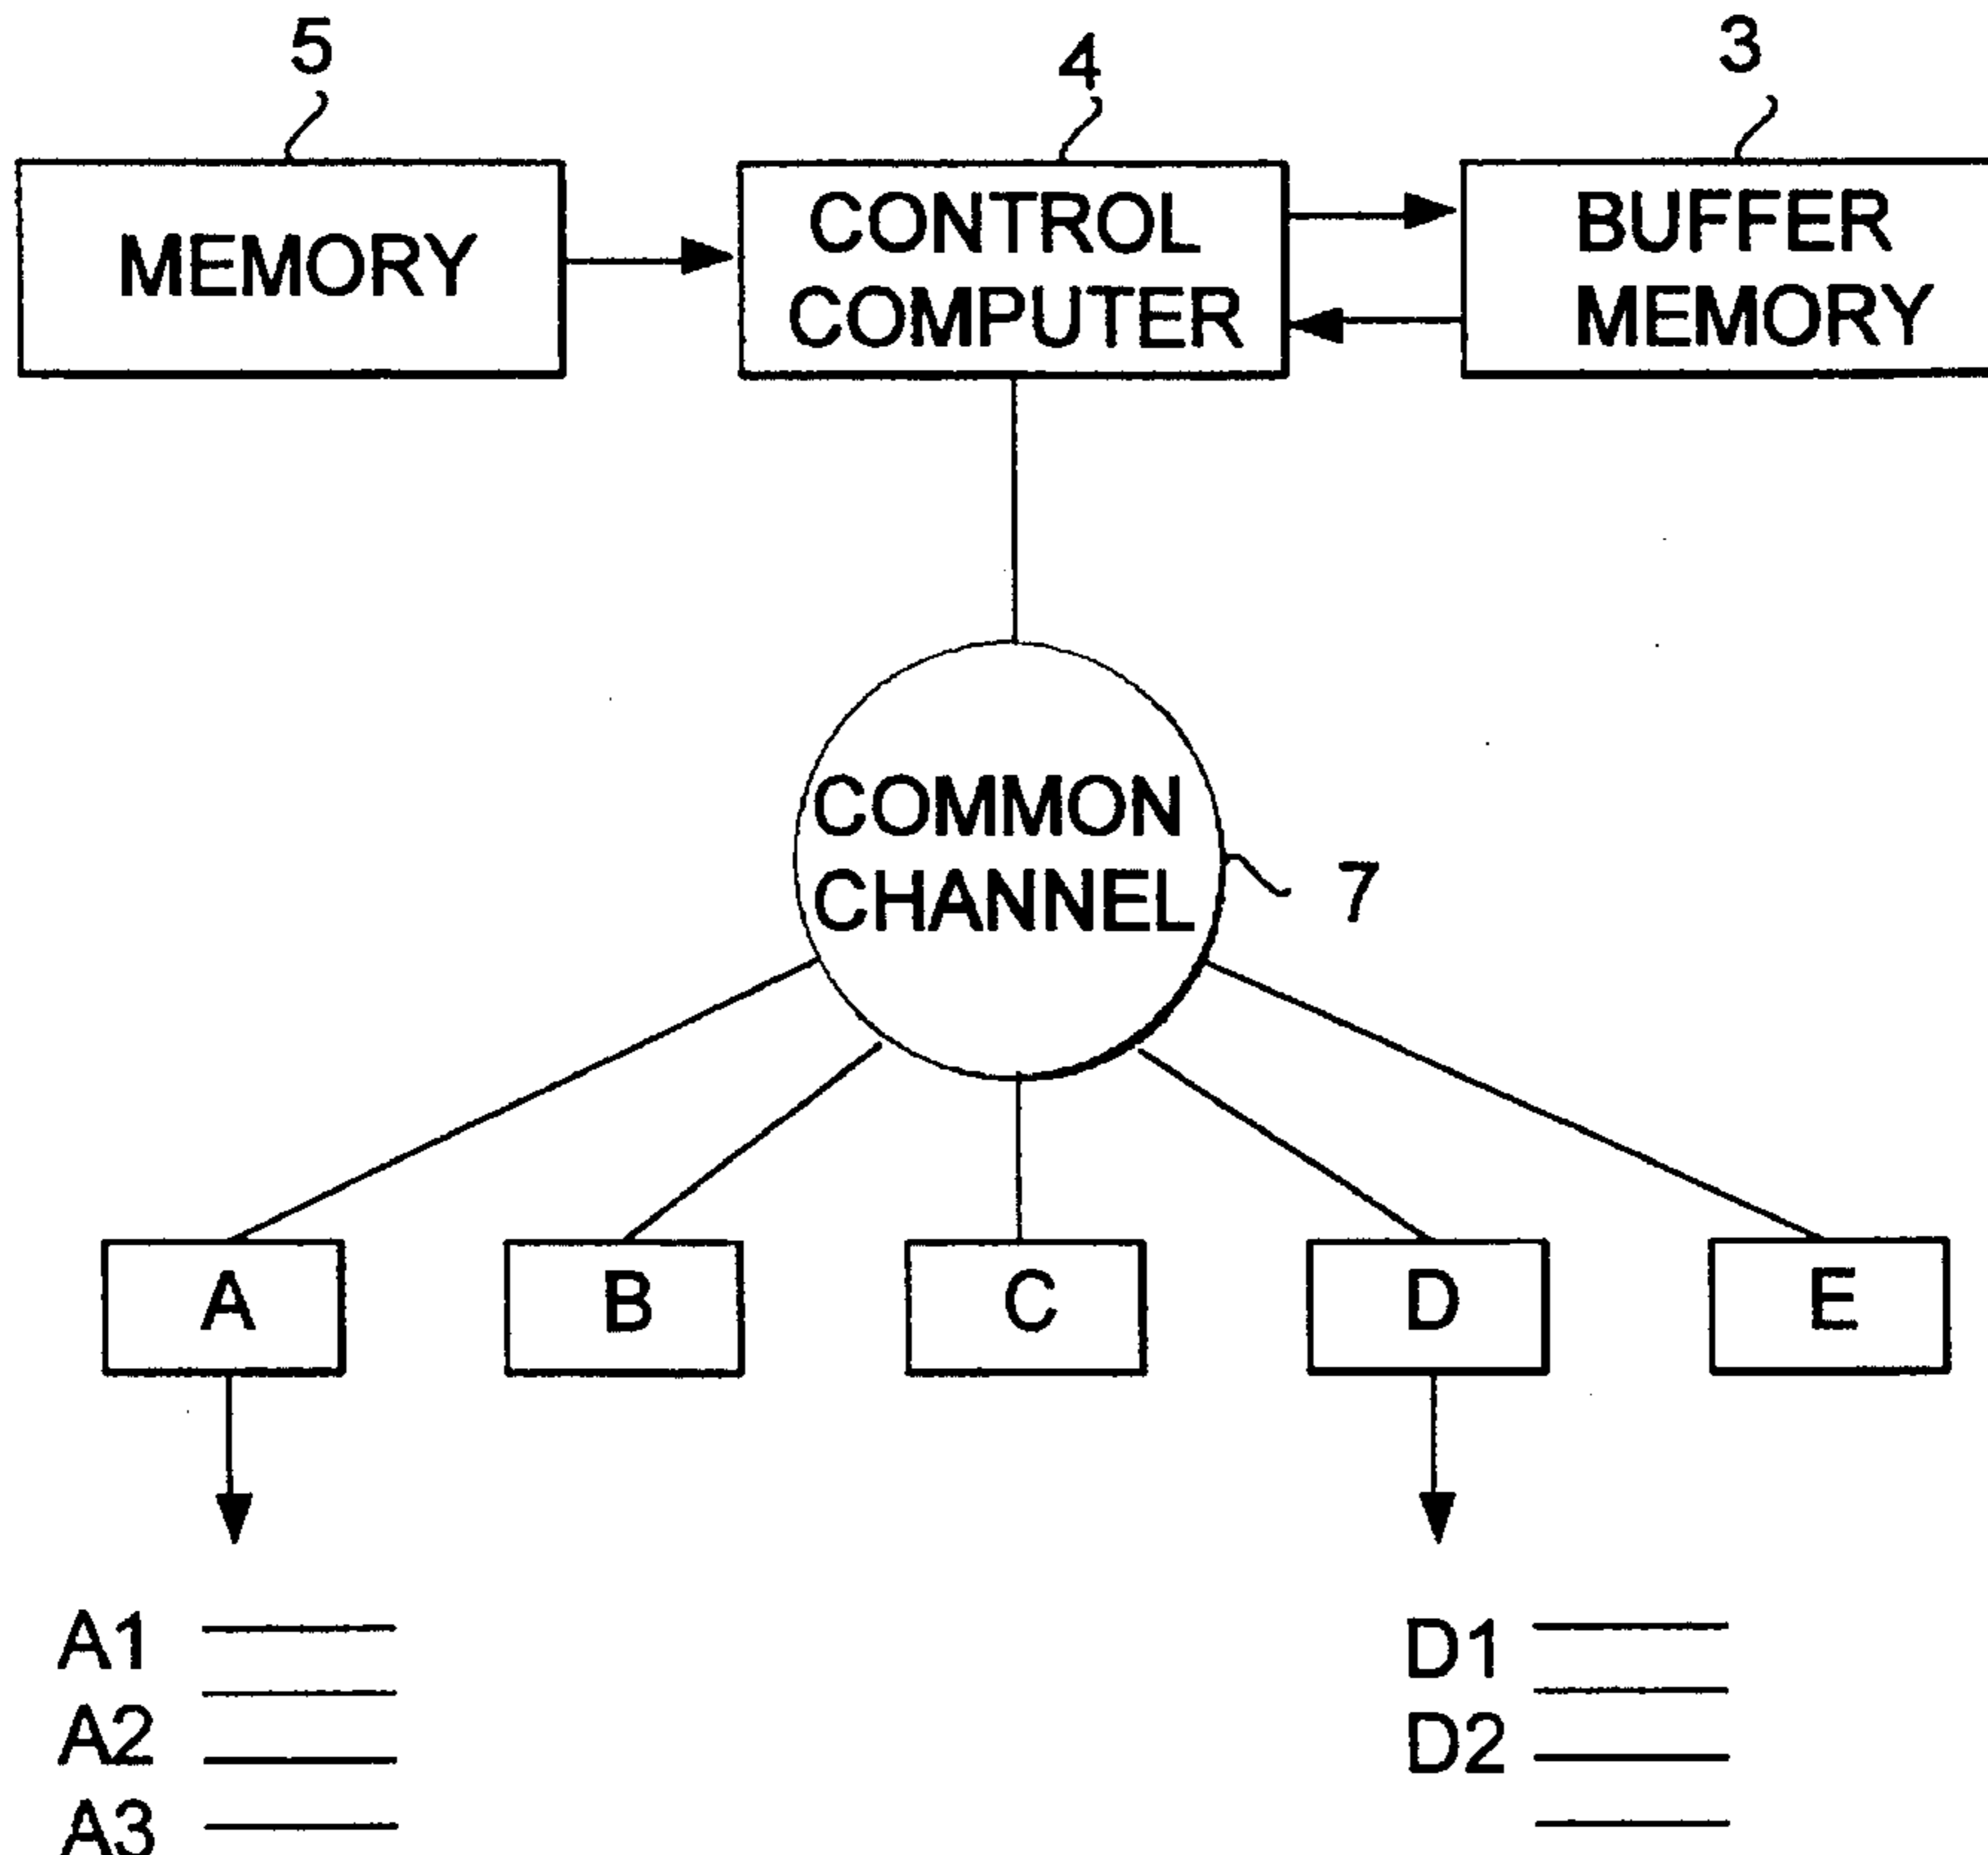 5
4
3
MEMORY
CONTROL
COMPUTER
BUFFER
MEMORY
COMMON
CHANNEL
7
A
B
C
D
E
A1
A2
A3
D1
D2